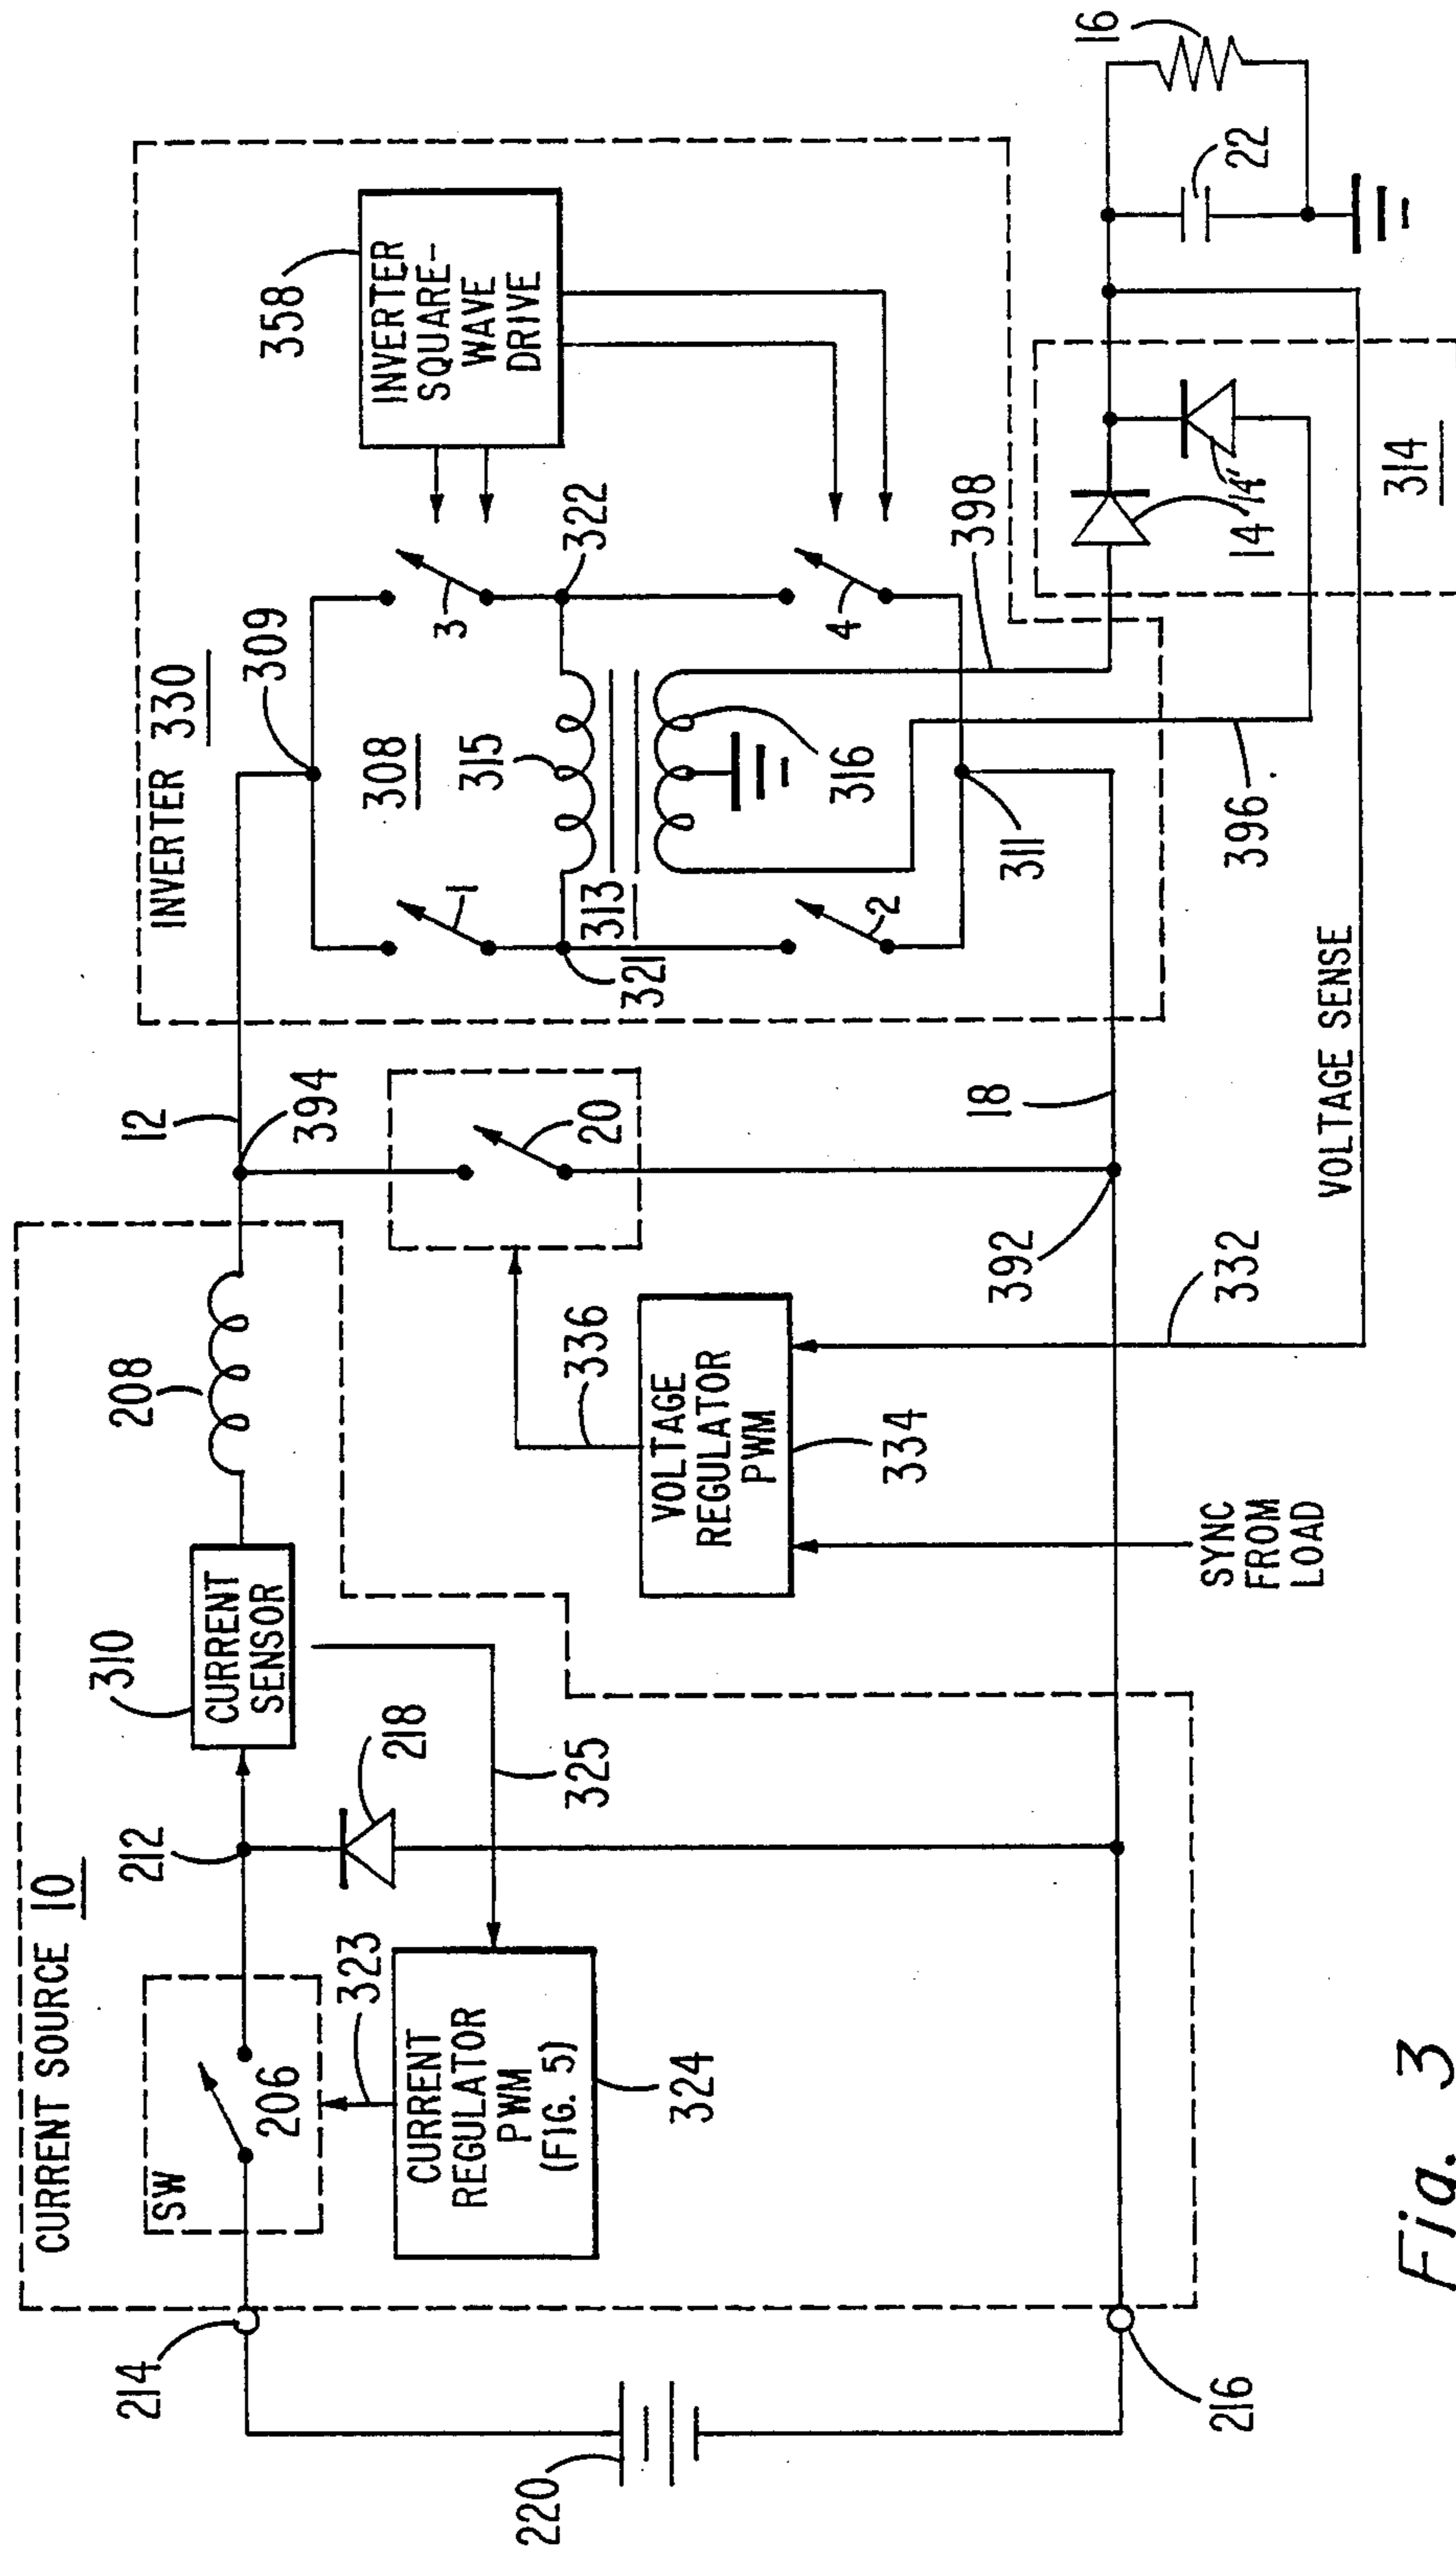 CURRENT SOURCE 10
SW
206
214
220
216
212
218
323
CURRENT
REGULATOR
PWM
(FIG. 5)
324
325
310
CURRENT
SENSOR
208
12
394
20
336
VOLTAGE
REGULATOR
PWM
334
SYNC
FROM
LOAD
332
VOLTAGE SENSE
392
18
INVERTER 330
309
308
1
2
3
4
315
313
316
321
322
311
358
INVERTER
SQUARE-
WAVE
DRIVE
398
396
14
14'
314
22
16
Fig. 3